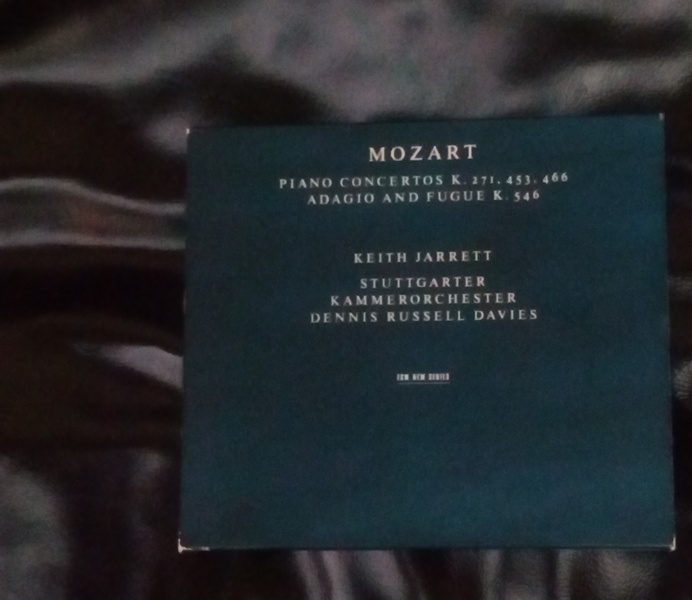 MOZART
PIANO CONCERTOS K. 271, 453, 466
ADAGIO AND FUGUE K. 546
KEITH JARRETT
STUTTGARTER
KAMMERORCHESTER
DENNIS RUSSELL DAVIES
ECM NEW SERIES